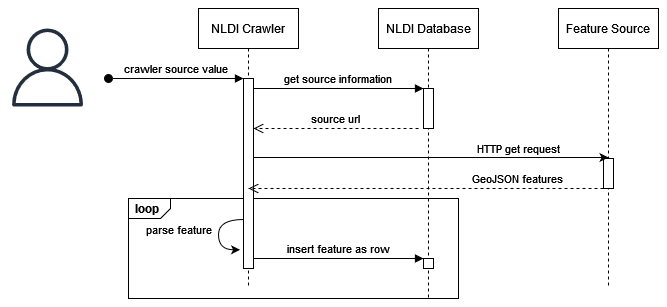 NLDI Crawler
NLDI Database
Feature Source
crawler source value
get source information
source url
HTTP get request
GeoJSON features
loop
parse feature
insert feature as row